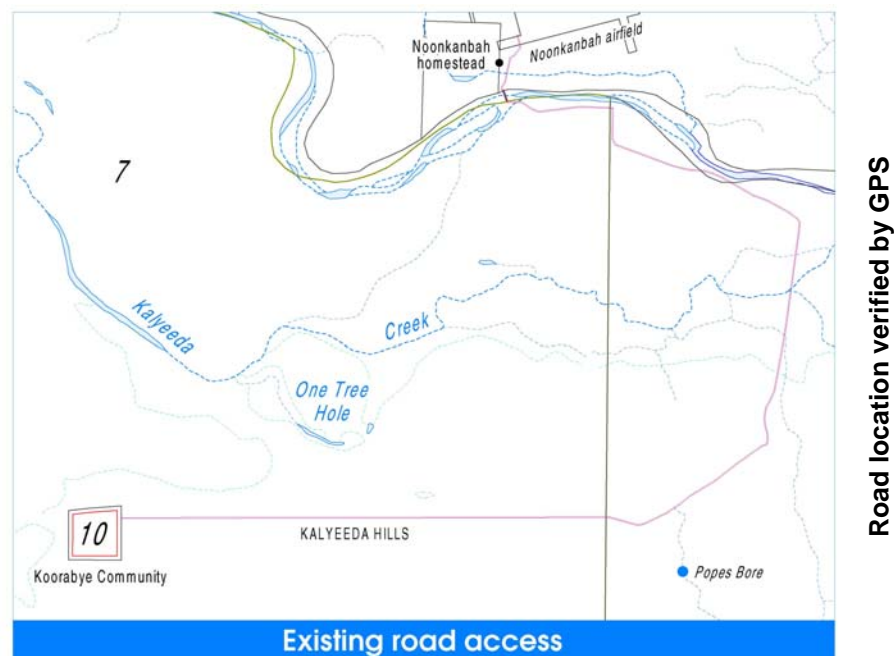 Noonkanbah
homestead
Noonkanbah airfield
7
Kalyeeda
Creek
One Tree
Hole
10
Koorabye Community
KALYEEDA HILLS
Popes Bore
Existing road access
Road location verified by GPS